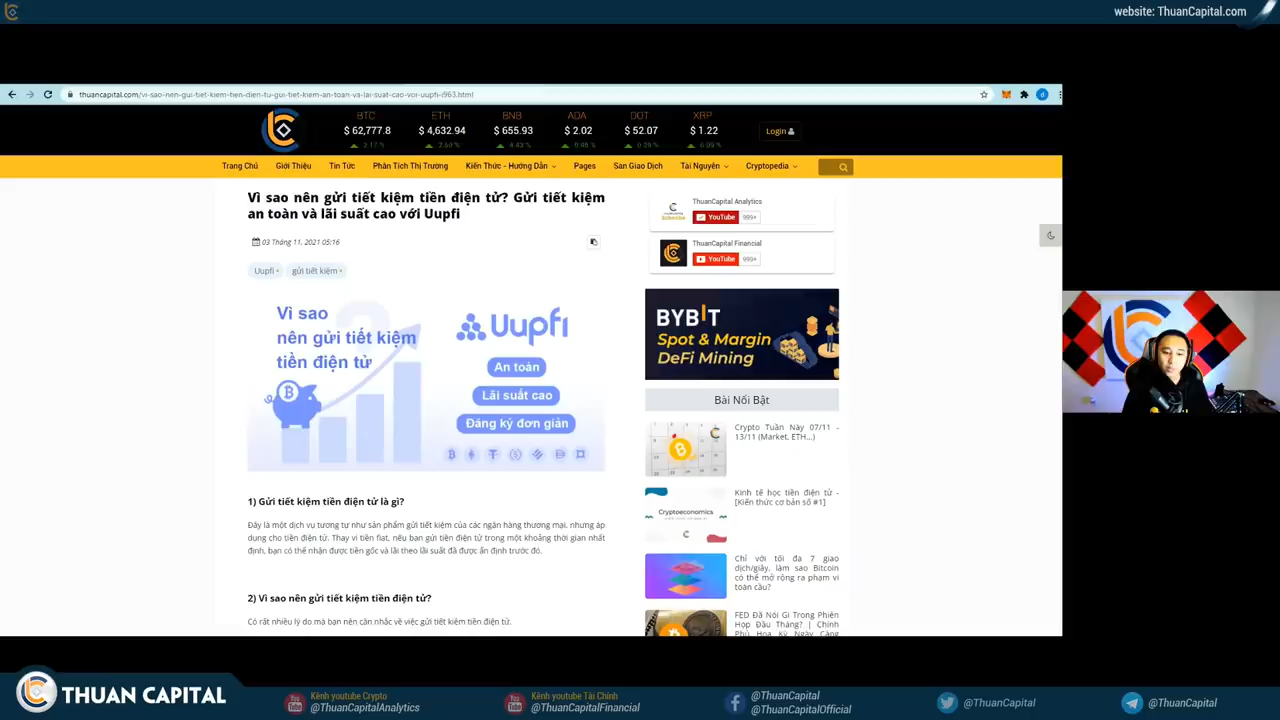 website: ThuanCapital.com
thuancapital.com/vi-sao-nen-gui-tiet-kiem-tien-dien-tu-gui-tiet-kiem-an-toan-va-lai-suat-cao-voi-uupfi-i963.html
BTC ETH BNB ADA DOT XRP
$ 62,777.8 $ 4,632.94 $ 655.93 $ 2.02 $ 52.07 $ 1.22
Login
Trang Chủ Giới Thiệu Tin Tức Phân Tích Thị Trường Kiến Thức - Hướng Dẫn Pages Sàn Giao Dịch Tài Nguyên Cryptopedia
Vì sao nên gửi tiết kiệm tiền điện tử? Gửi tiết kiệm
an toàn và lãi suất cao với Uupfi
03 Tháng 11, 2021 05:16
Uupfi gửi tiết kiệm
Vì sao
nên gửi tiết kiệm
tiền điện tử
Uupfi
An toàn
Lãi suất cao
Đăng ký đơn giản
1) Gửi tiết kiệm tiền điện tử là gì?
Đây là một dịch vụ tương tự như sản phẩm gửi tiết kiệm của các ngân hàng thương mại, nhưng áp
dụng cho tiền điện tử. Thay vì tiền fiat, nếu bạn gửi tiền điện tử trong một khoảng thời gian nhất
định, bạn có thể nhận được tiền gốc và lãi theo lãi suất đã được ấn định trước đó.
2) Vì sao nên gửi tiết kiệm tiền điện tử?
Có rất nhiều lý do mà bạn nên cân nhắc về việc gửi tiết kiệm tiền điện tử.
ThuanCapital Analytics
YouTube 999+
ThuanCapital Financial
YouTube 999+
BYBIT
Spot & Margin
DeFi Mining
Bài Nổi Bật
Crypto Tuần Này 07/11 -
13/11 (Market, ETH...)
Kinh tế học tiền điện tử -
[Kiến thức cơ bản số #1]
Cryptoeconomics
Chỉ với tối đa 7 giao
dịch/giây, làm sao Bitcoin
có thể mở rộng ra phạm vi
toàn cầu?
FED Đã Nói Gì Trong Phiên
Họp Đầu Tháng? | Chính
Phủ Hoa Kỳ Ngày Càng
THUAN CAPITAL
Kênh youtube Crypto
@ThuanCapitalAnalytics
Kênh youtube Tài Chính
@ThuanCapitalFinancial
@ThuanCapital
@ThuanCapitalOfficial
@ThuanCapital
@ThuanCapital